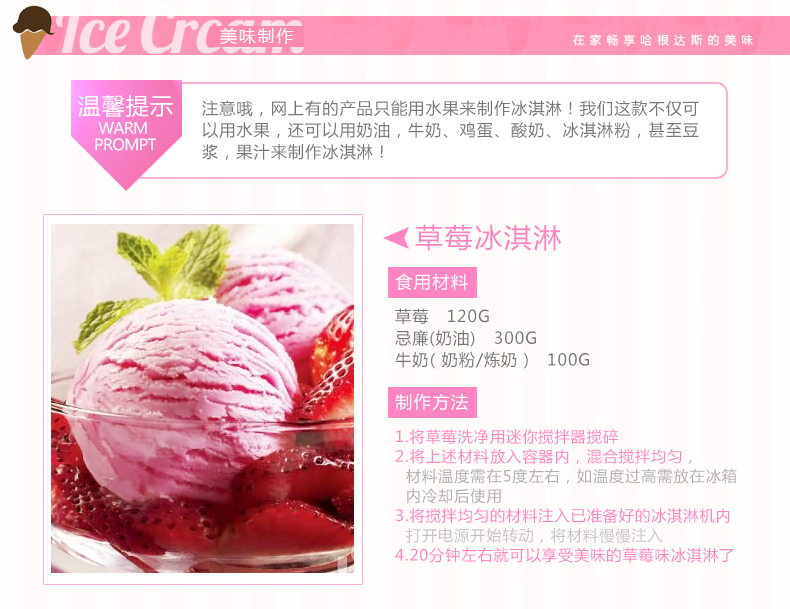 Ice Cream
美味制作
在家畅享哈根达斯的美味
温馨提示
WARM
PROMPT
注意哦，网上有的产品只能用水果来制作冰淇淋！我们这款不仅可
以用水果，还可以用奶油，牛奶、鸡蛋、酸奶、冰淇淋粉，甚至豆
浆，果汁来制作冰淇淋！
草莓冰淇淋
食用材料
草莓 120G
忌廉(奶油) 300G
牛奶( 奶粉/炼奶 ) 100G
制作方法
1.将草莓洗净用迷你搅拌器搅碎
2.将上述材料放入容器内，混合搅拌均匀，
材料温度需在5度左右，如温度过高需放在冰箱
内冷却后使用
3.将搅拌均匀的材料注入已准备好的冰淇淋机内
打开电源开始转动，将材料慢慢注入
4.20分钟左右就可以享受美味的草莓味冰淇淋了